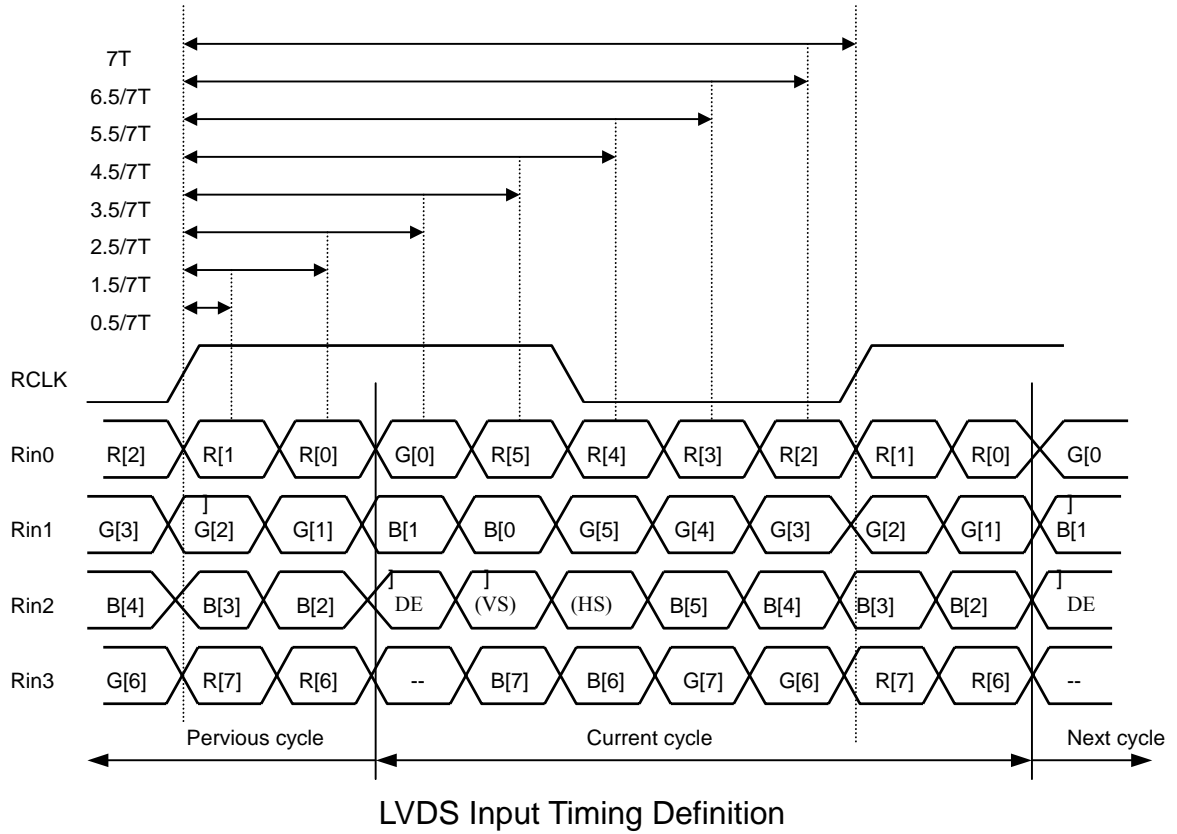 7T
6.5/7T
5.5/7T
4.5/7T
3.5/7T
2.5/7T
1.5/7T
0.5/7T
RCLK
Rin0 R[2] R[1 R[0] G[0] R[5] R[4] R[3] R[2] R[1] R[0] G[0
] ]
Rin1 G[3] G[2] G[1] B[1 B[0 G[5] G[4] G[3] G[2] G[1] B[1
] ] ]
Rin2 B[4] B[3] B[2] DE (VS) (HS) B[5] B[4] B[3] B[2] DE
Rin3 G[6] R[7] R[6] -- B[7] B[6] G[7] G[6] R[7] R[6] --
Pervious cycle Current cycle Next cycle
LVDS Input Timing Definition